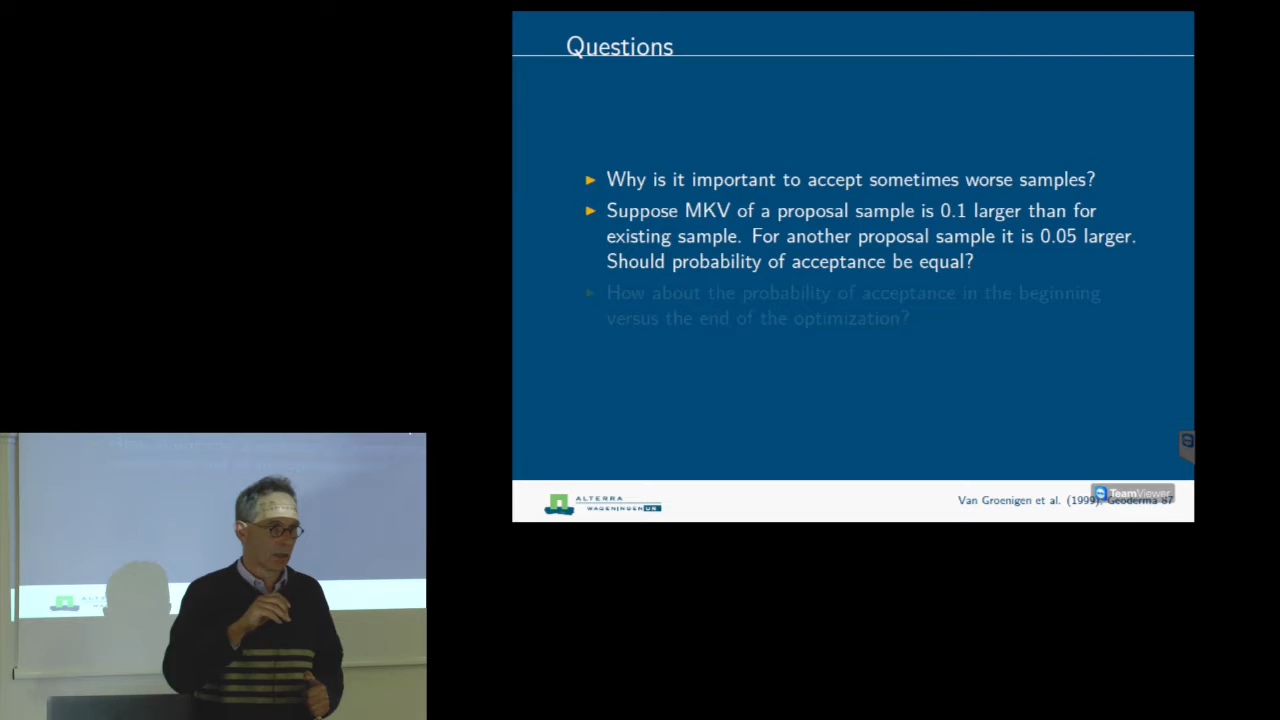 Questions
Why is it important to accept sometimes worse samples?
Suppose MKV of a proposal sample is 0.1 larger than for
existing sample. For another proposal sample it is 0.05 larger.
Should probability of acceptance be equal?
How about the probability of acceptance in the beginning
versus the end of the optimization?
ALTERRA
WAGENINGEN UR
Van Groenigen et al. (1999), Geoderma 87
TeamViewer
ALTERRA